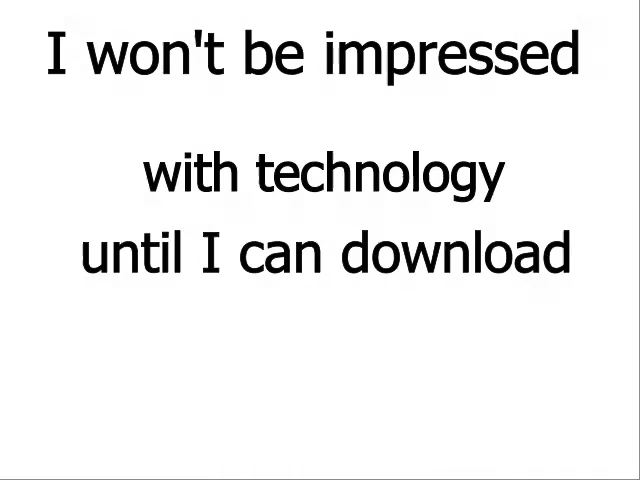 I won't be impressed
with technology
until I can download